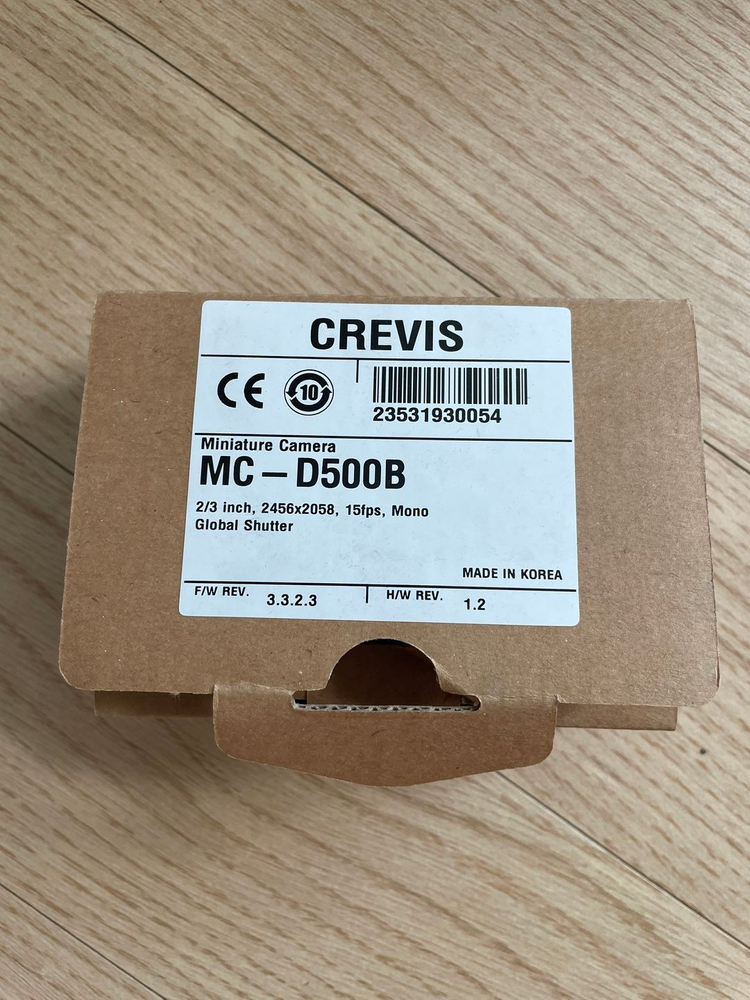 CREVIS
CE 10
23531930054
Miniature Camera
MC – D500B
2/3 inch, 2456x2058, 15fps, Mono
Global Shutter
MADE IN KOREA
F/W REV. 3.3.2.3 H/W REV. 1.2